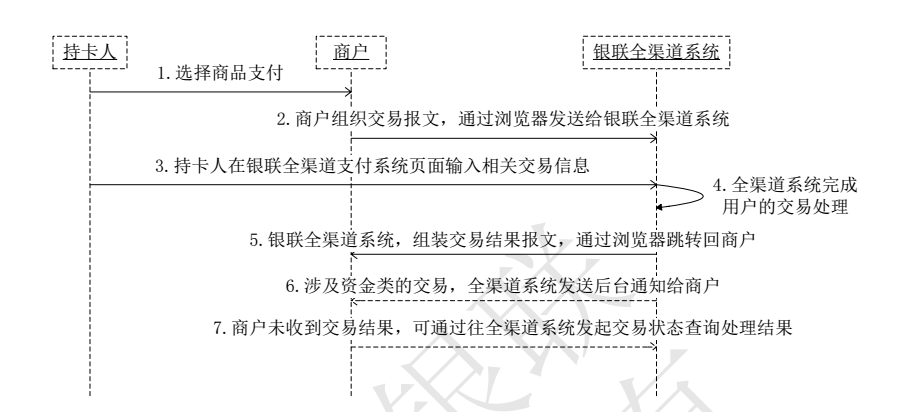 持卡人
商户
银联全渠道系统
1.选择商品支付
2.商户组织交易报文，通过浏览器发送给银联全渠道系统
3.持卡人在银联全渠道支付系统页面输入相关交易信息
4.全渠道系统完成
用户的交易处理
5.银联全渠道系统，组装交易结果报文，通过浏览器跳转回商户
6.涉及资金类的交易，全渠道系统发送后台通知给商户
7.商户未收到交易结果，可通过往全渠道系统发起交易状态查询处理结果
银联